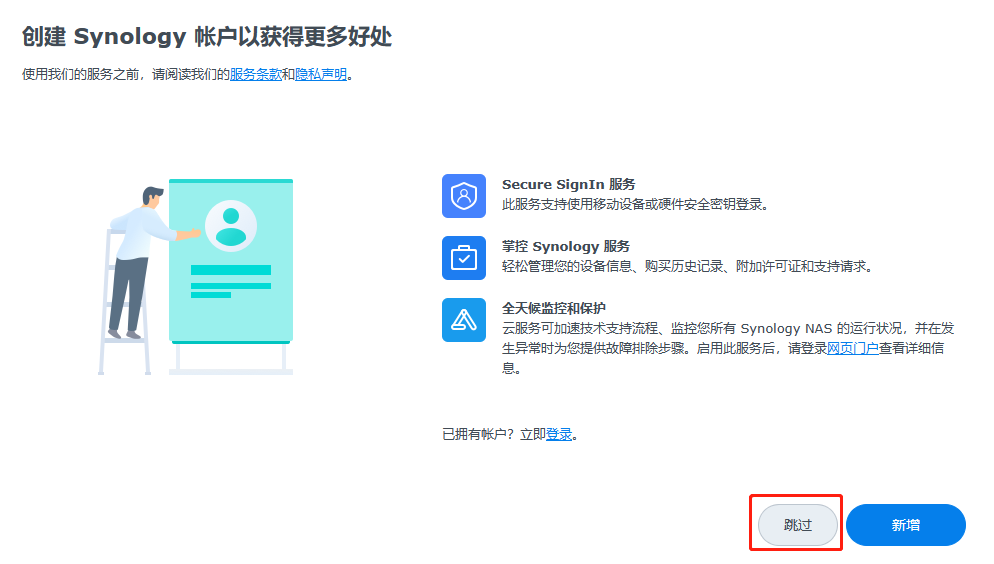 创建 Synology 帐户以获得更多好处
使用我们的服务之前，请阅读我们的服务条款和隐私声明。
Secure SignIn 服务
此服务支持使用移动设备或硬件安全密钥登录。
掌控 Synology 服务
轻松管理您的设备信息、购买历史记录、附加许可证和支持请求。
全天候监控和保护
云服务可加速技术支持流程、监控您所有 Synology NAS 的运行状况，并在发
生异常时为您提供故障排除步骤。启用此服务后，请登录网页门户查看详细信
息。
已拥有帐户？立即登录。
跳过
新增